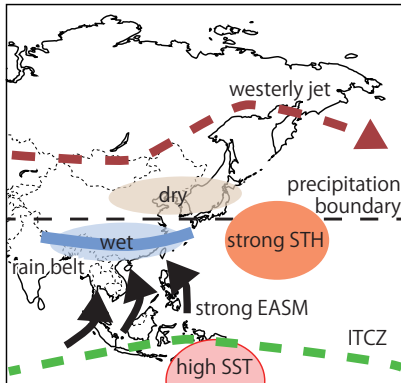 westerly jet
dry
precipitation
boundary
wet
strong STH
rain belt
strong EASM
ITCZ
high SST